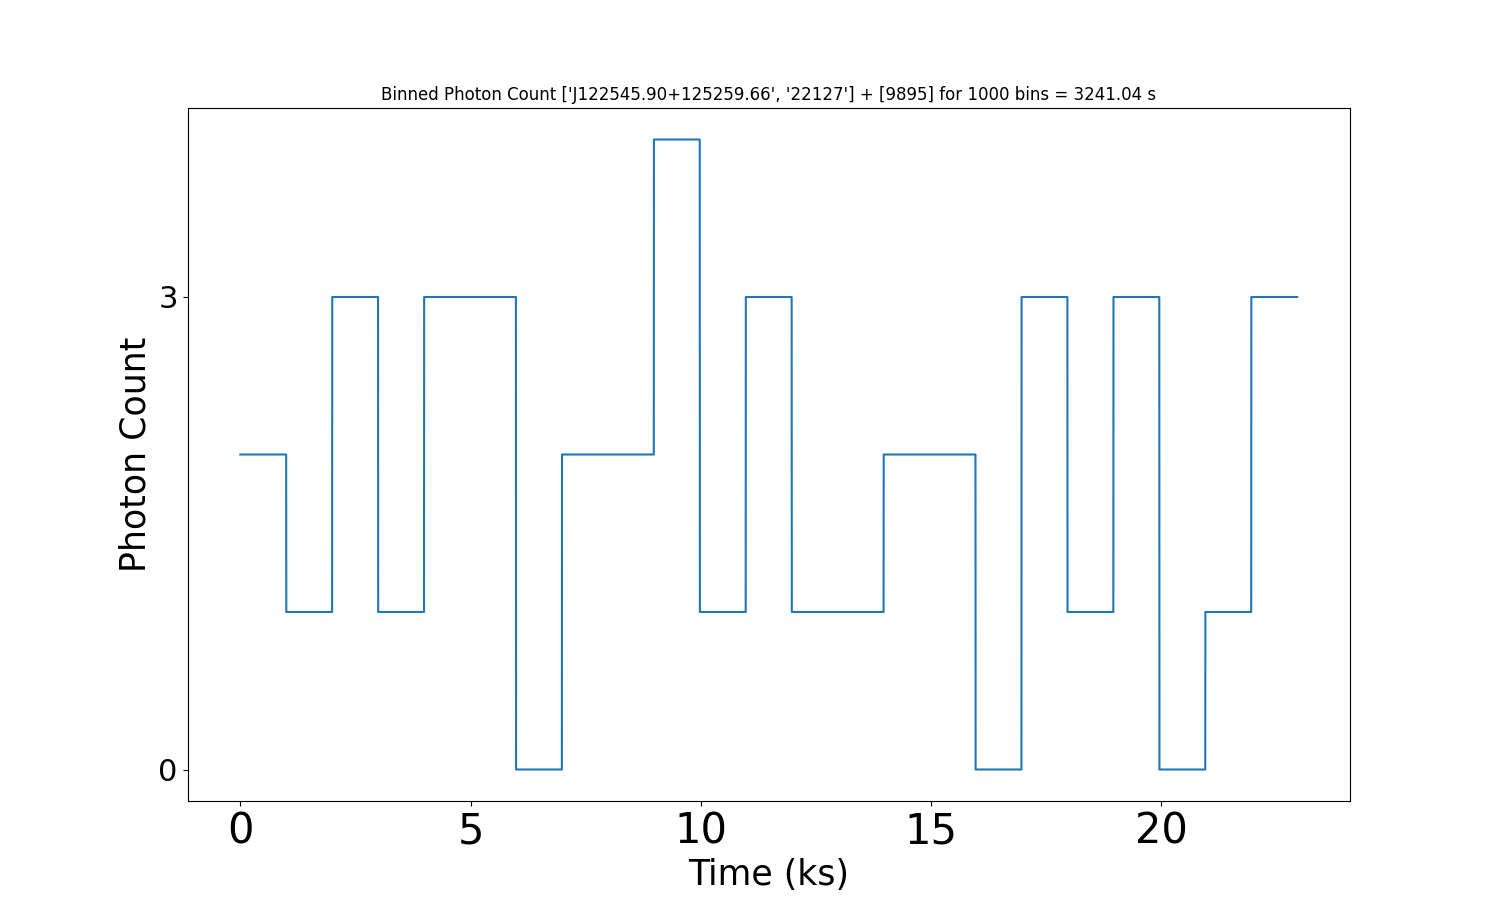 Binned Photon Count ['J122545.90+125259.66', '22127'] + [9895] for 1000 bins = 3241.04 s
Photon Count
3
0
0 5 10 15 20
Time (ks)